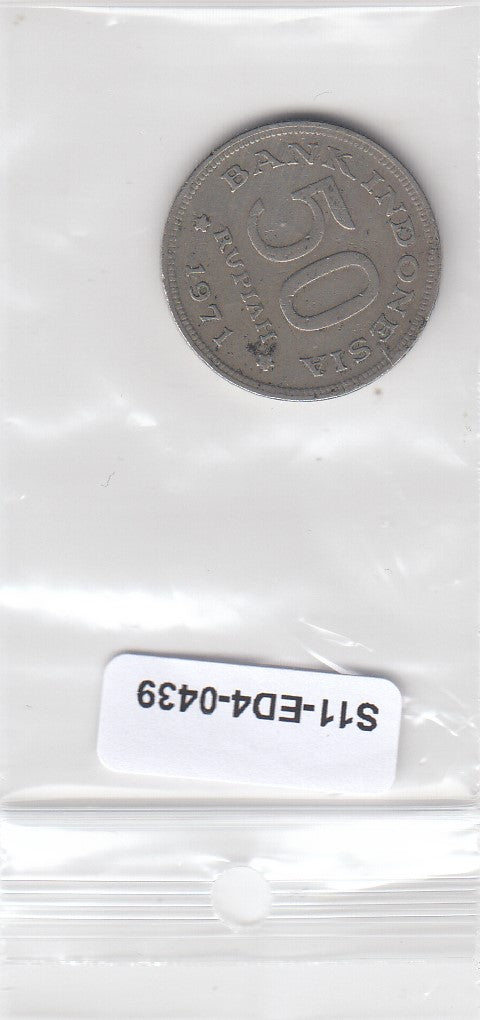 BANK INDONESIA
50
RUPIAH
1971
S11-ED4-0439